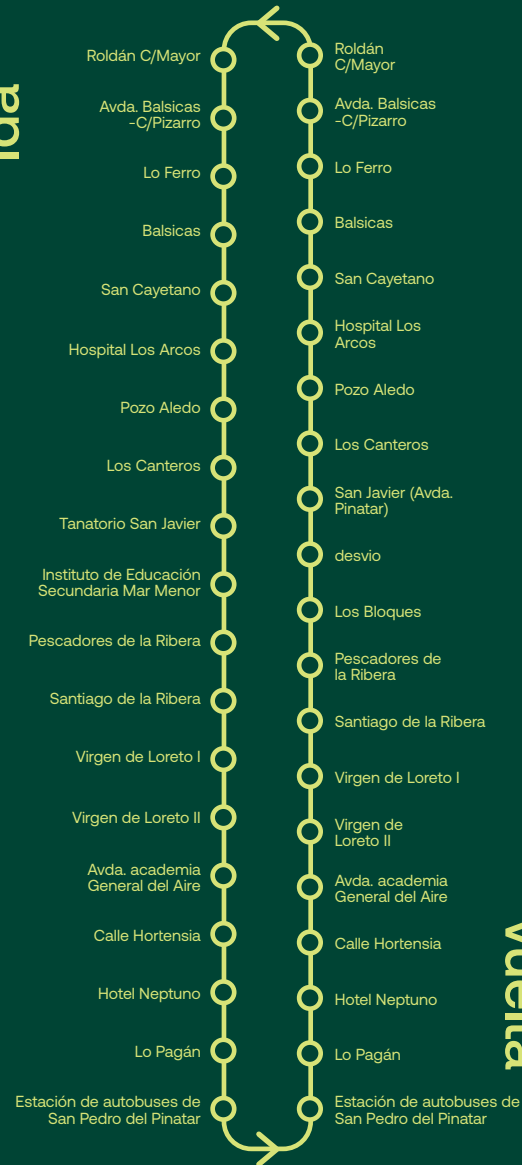 Ida
Roldán C/Mayor
Avda. Balsicas
-C/Pizarro
Lo Ferro
Balsicas
San Cayetano
Hospital Los Arcos
Pozo Aledo
Los Canteros
Tanatorio San Javier
Instituto de Educación
Secundaria Mar Menor
Pescadores de la Ribera
Santiago de la Ribera
Virgen de Loreto I
Virgen de Loreto II
Avda. academia
General del Aire
Calle Hortensia
Hotel Neptuno
Lo Pagán
Estación de autobuses de
San Pedro del Pinatar
Roldán
C/Mayor
Avda. Balsicas
-C/Pizarro
Lo Ferro
Balsicas
San Cayetano
Hospital Los
Arcos
Pozo Aledo
Los Canteros
San Javier (Avda.
Pinatar)
desvio
Los Bloques
Pescadores de
la Ribera
Santiago de la Ribera
Virgen de Loreto I
Virgen de
Loreto II
Avda. academia
General del Aire
Calle Hortensia
Hotel Neptuno
Lo Pagán
Estación de autobuses de
San Pedro del Pinatar
Vuelta